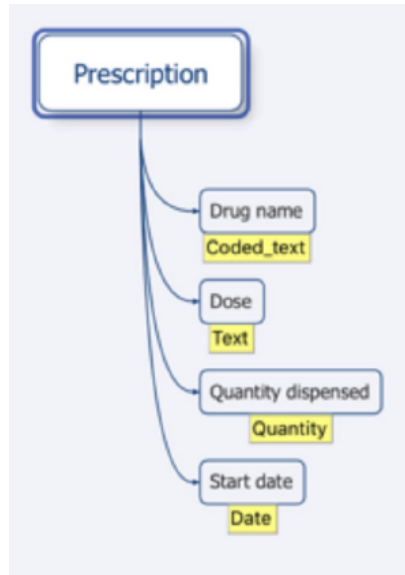 Prescription
Drug name
Coded_text
Dose
Text
Quantity dispensed
Quantity
Start date
Date